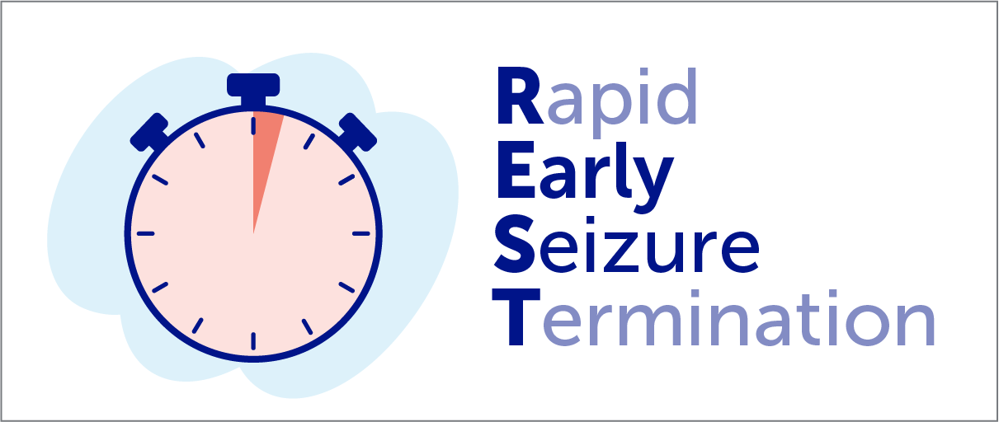 Rapid
Early
Seizure
Termination